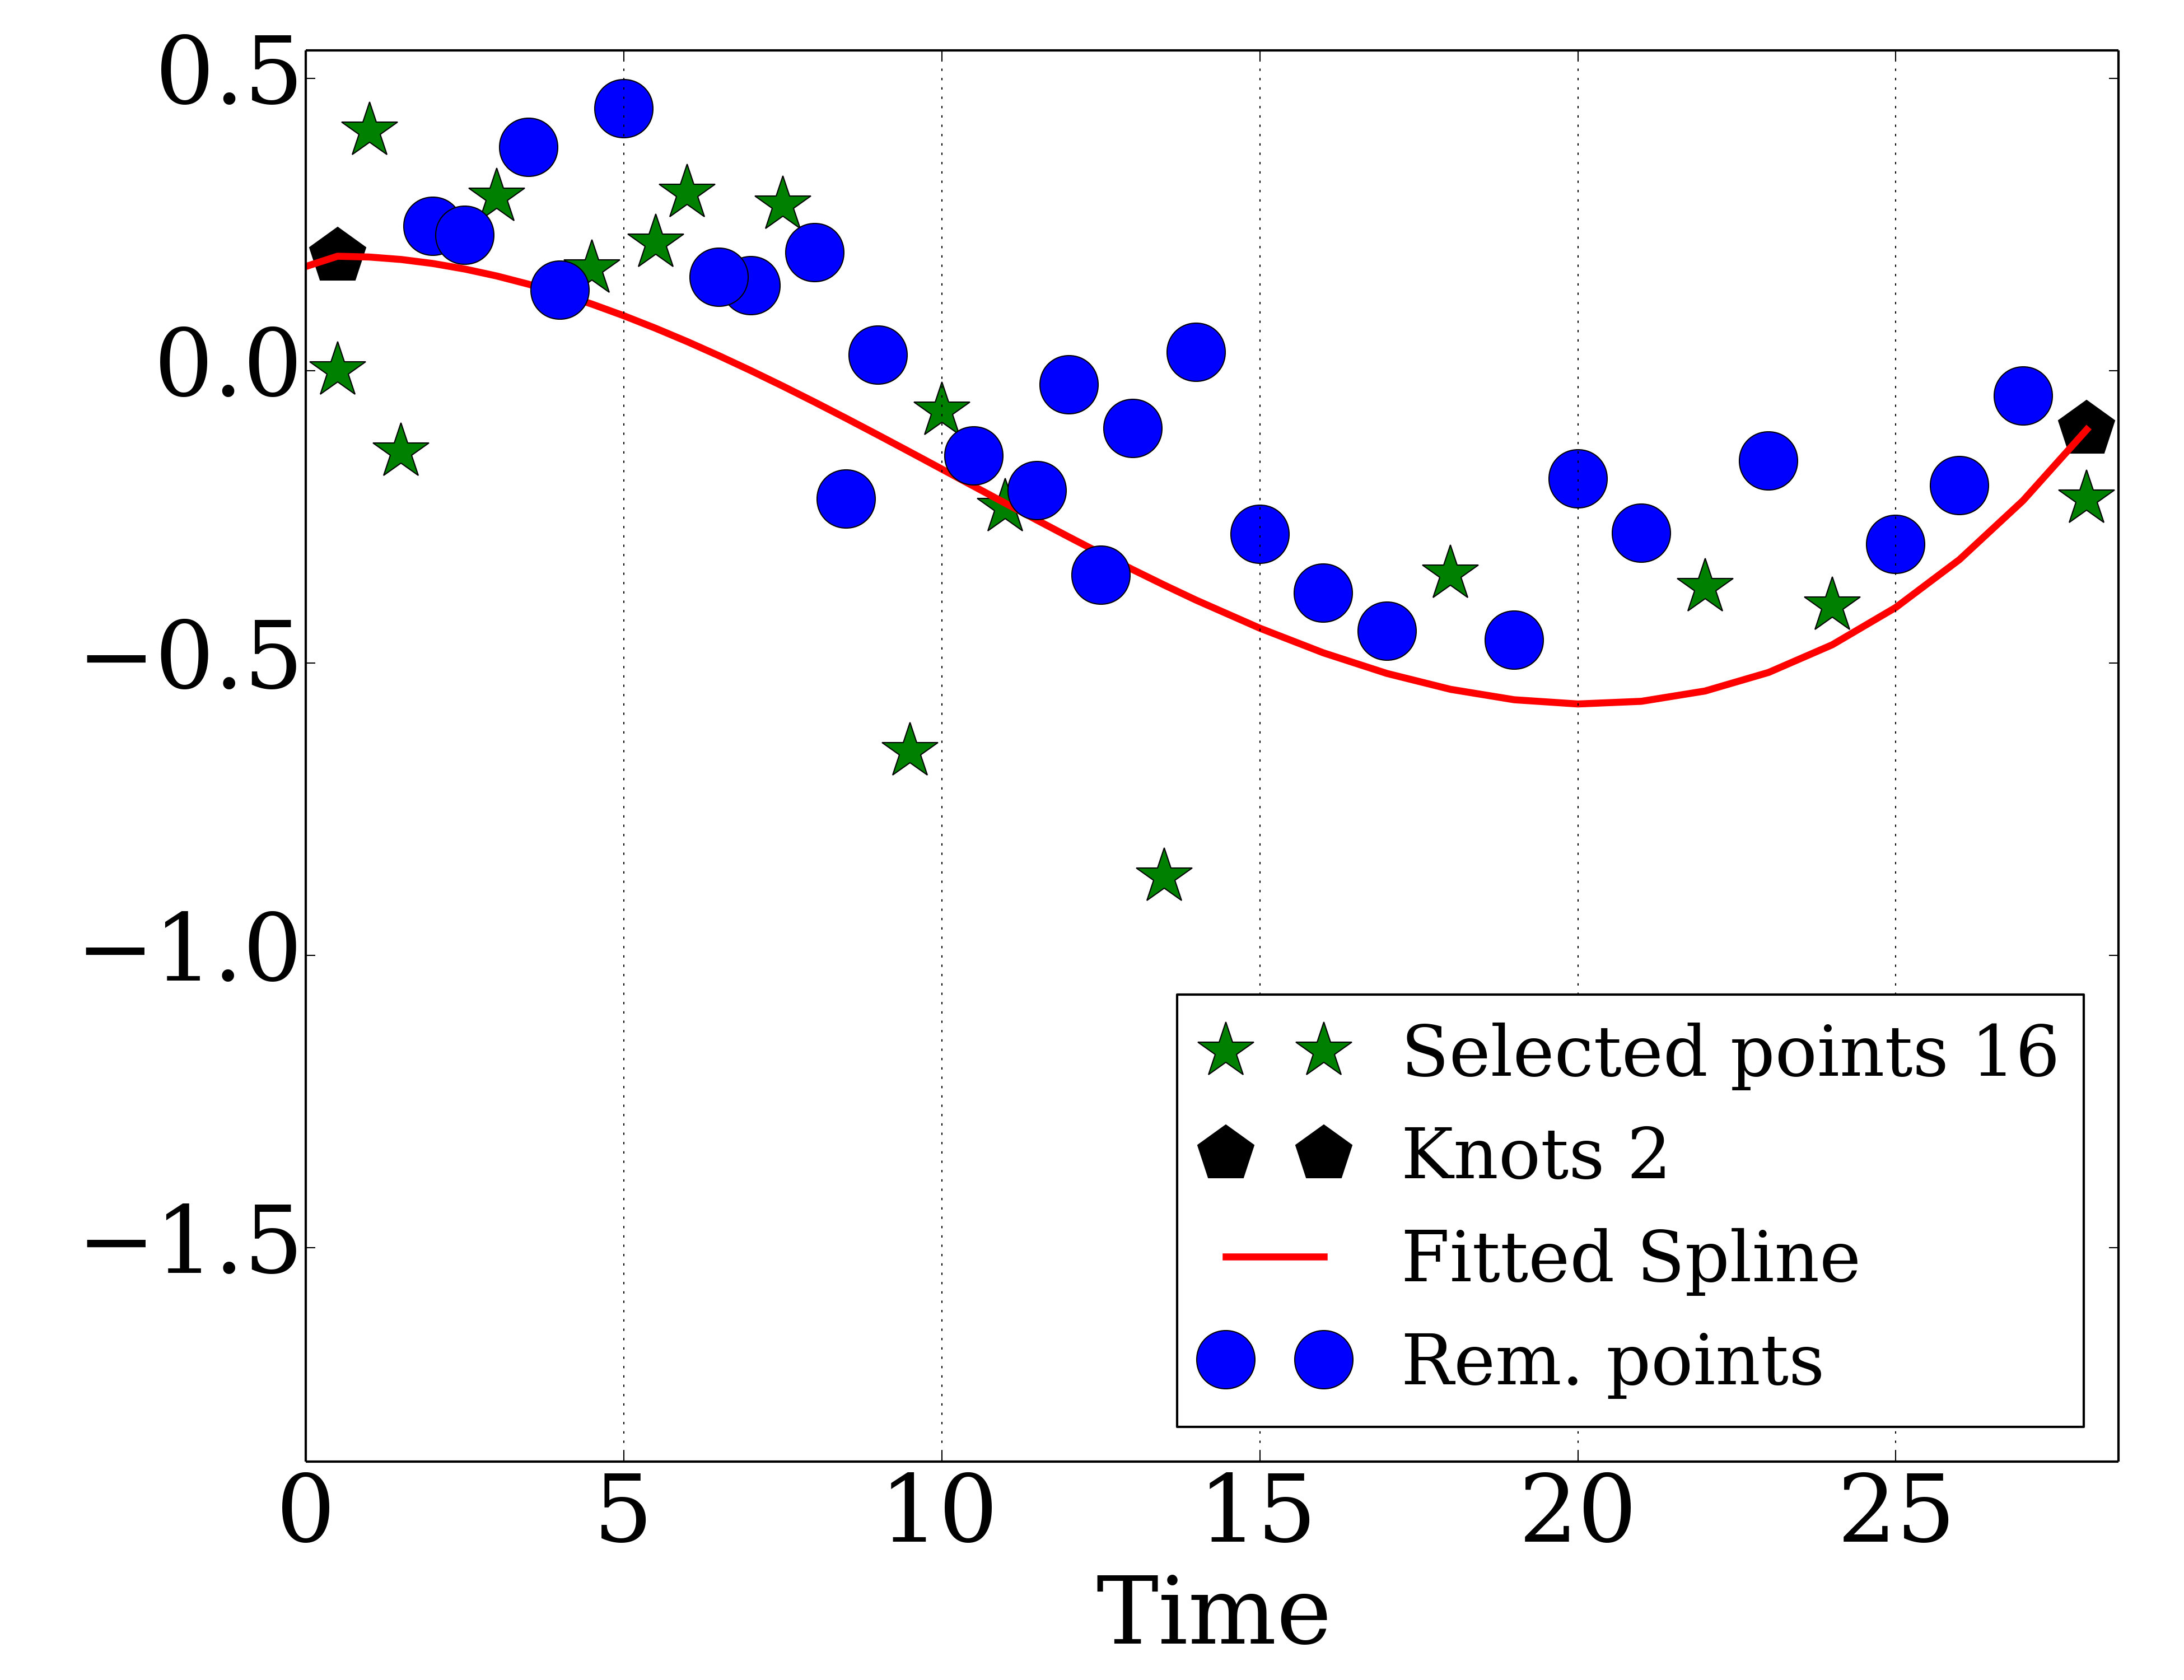 0.5
0.0
−0.5
−1.0
−1.5
Selected points 16
Knots 2
Fitted Spline
Rem. points
0 5 10 15 20 25
Time